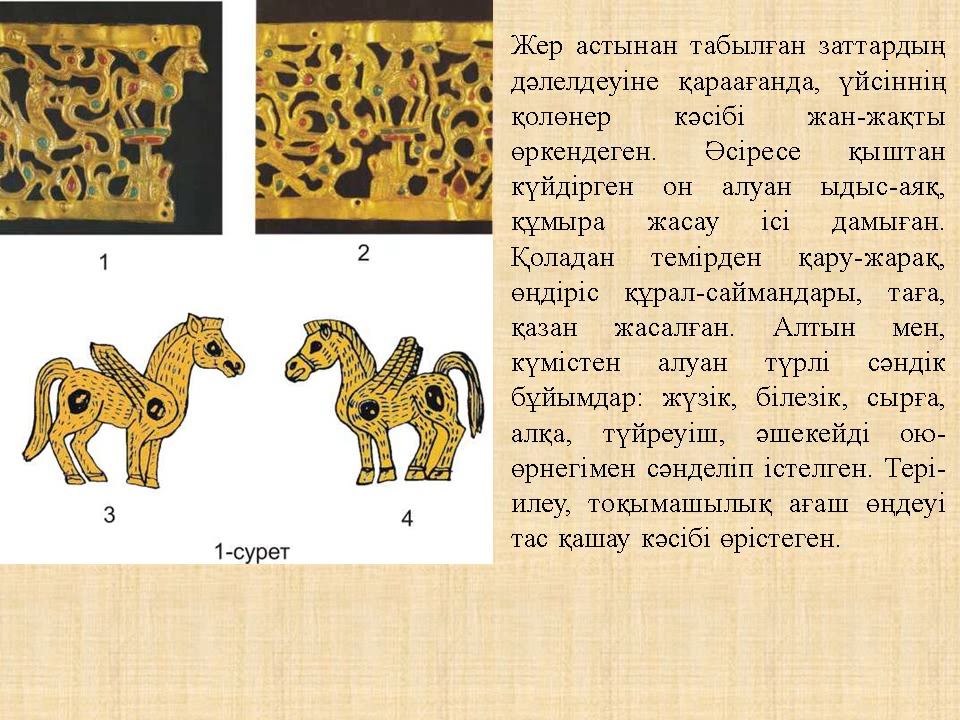 1
2
3
4
1-сурет
Жер астынан табылған заттардың
дәлелдеуіне қараағанда, үйсіннің
қолөнер кәсібі жан-жақты
өркендеген. Әсіресе қыштан
күйдірген он алуан ыдыс-аяқ,
құмыра жасау ісі дамыған.
Қоладан темірден қару-жарақ,
өңдіріс құрал-саймандары, таға,
қазан жасалған. Алтын мен,
күмістен алуан түрлі сәндік
бұйымдар: жүзік, білезік, сырға,
алқа, түйреуіш, әшекейді ою-
өрнегімен сәнделіп істелген. Тері-
илеу, тоқымашылық ағаш өңдеуі
тас қашау кәсібі өрістеген.